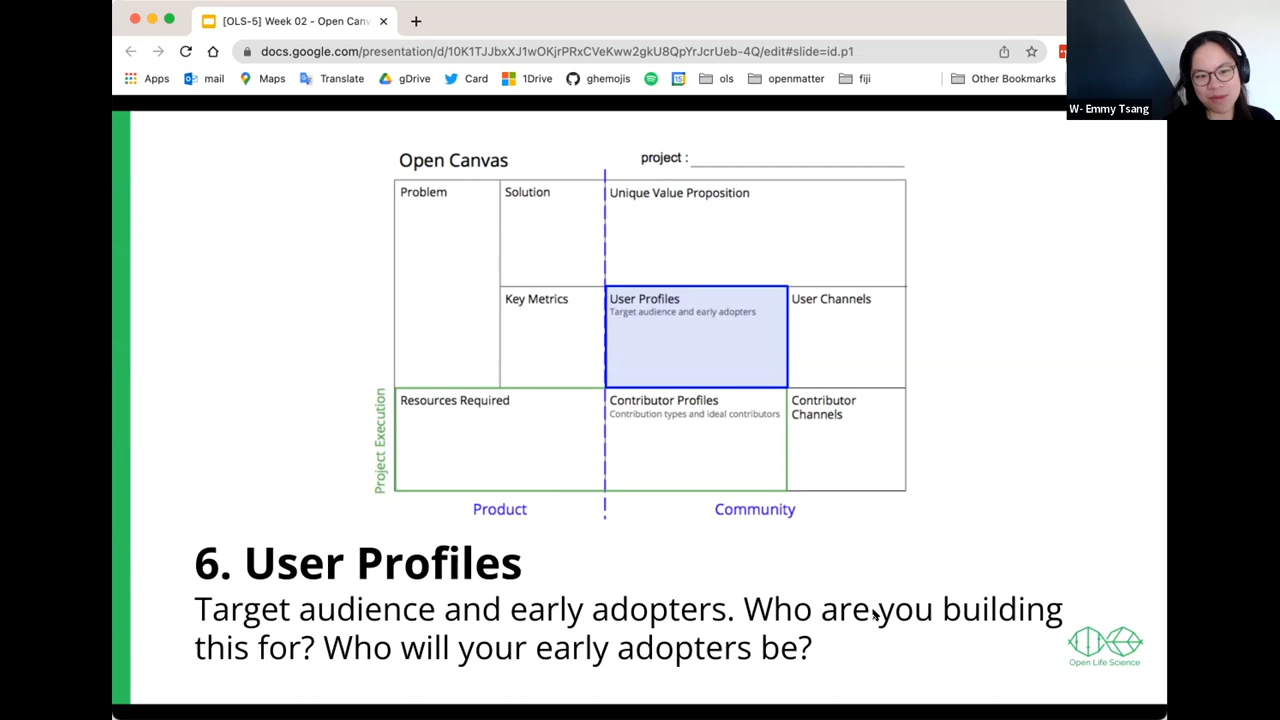 [OLS-5] Week 02 - Open Canv
docs.google.com/presentation/d/10K1TJJbxXJ1wOKjrPRxCVeKww2gkU8QpYrJcrUeb-4Q/edit#slide=id.p1
Apps mail Maps Translate gDrive Card 1Drive ghemojis ols openmatter fiji Other Bookmarks
W- Emmy Tsang
Open Canvas
project :
Problem
Solution
Unique Value Proposition
Key Metrics
User Profiles
Target audience and early adopters
User Channels
Project Execution
Resources Required
Contributor Profiles
Contribution types and ideal contributors
Contributor
Channels
Product
Community
6. User Profiles
Target audience and early adopters. Who are you building
this for? Who will your early adopters be?
Open Life Science